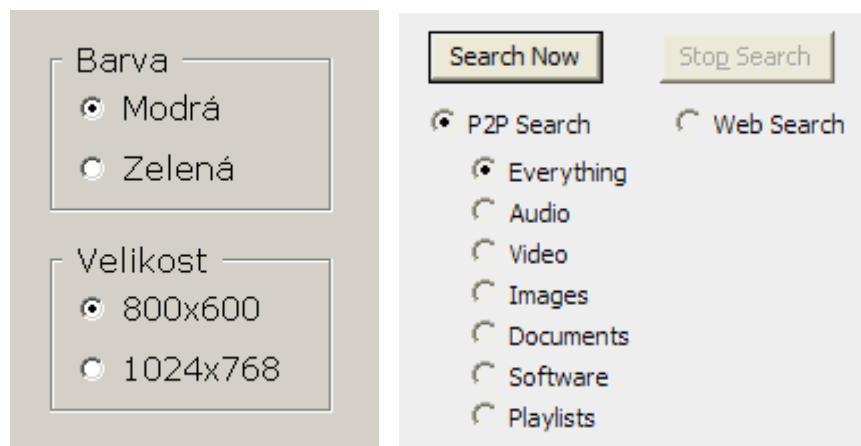 Barva
Modrá
Zelená
Velikost
800x600
1024x768
Search Now Stop Search
P2P Search Web Search
Everything
Audio
Video
Images
Documents
Software
Playlists